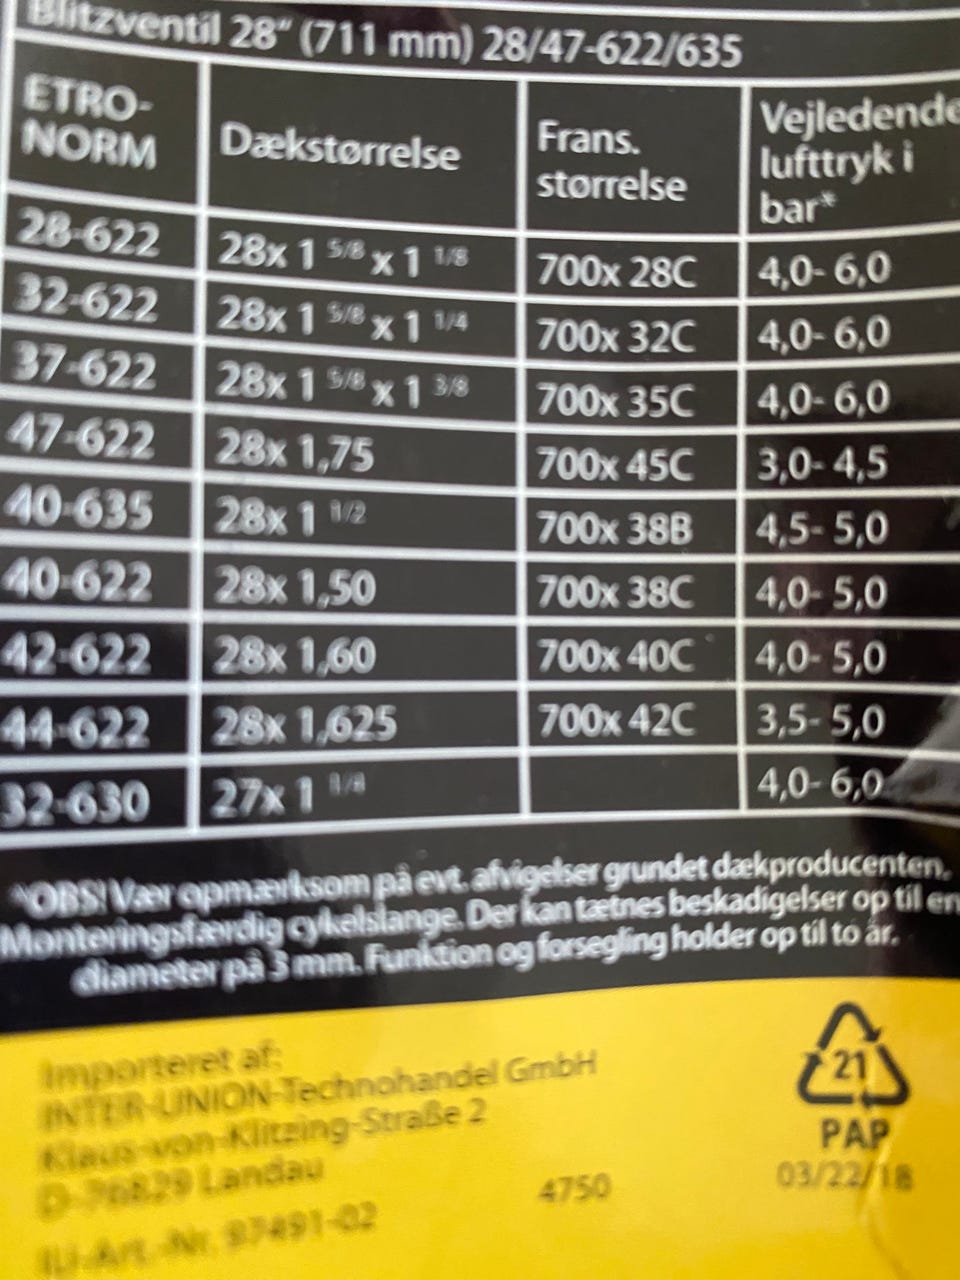 Blitzventil 28" (711 mm) 28/47-622/635
ETRO-NORM Dækstørrelse Frans. størrelse Vejledende lufttryk i bar*
28-622 28x 1 5/8 x 1 1/8 700x 28C 4,0- 6,0
32-622 28x 1 5/8 x 1 1/4 700x 32C 4,0- 6,0
37-622 28x 1 5/8 x 1 3/8 700x 35C 4,0- 6,0
47-622 28x 1,75 700x 45C 3,0- 4,5
40-635 28x 1 1/2 700x 38B 4,5- 5,0
40-622 28x 1,50 700x 38C 4,0- 5,0
42-622 28x 1,60 700x 40C 4,0- 5,0
44-622 28x 1,625 700x 42C 3,5- 5,0
32-630 27x 1 1/4 4,0- 6,0
*OBS! Vær opmærksom på evt. afvigelser grundet dækproducenten.
Monteringsfærdig cykelslange. Der kan tætnes beskadigelser op til en
diameter på 3 mm. Funktion og forsegling holder op til to år.
Importeret af:
INTER-UNION-Technohandel GmbH
Klaus-von-Klitzing-Straße 2
D-76829 Landau
IU-Art.-Nr. 97491-02
4750
21
PAP
03/22/18